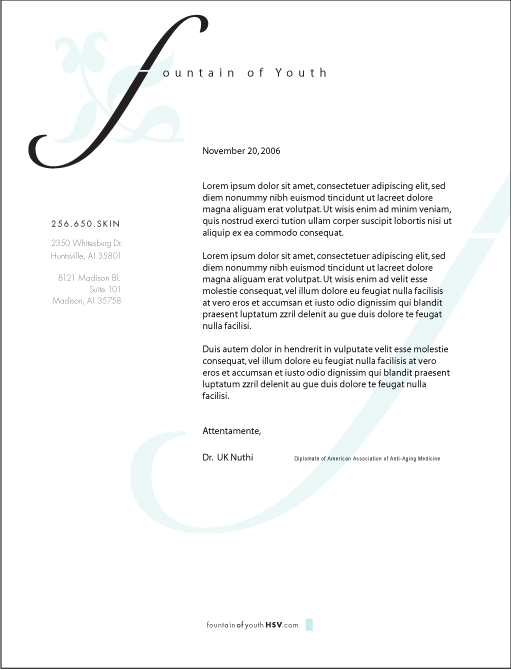 fountain of Youth
November 20, 2006
Lorem ipsum dolor sit amet, consectetuer adipiscing elit, sed
diem nonummy nibh euismod tincidunt ut lacreet dolore
magna aliguam erat volutpat. Ut wisis enim ad minim veniam,
quis nostrud exerci tution ullam corper suscipit lobortis nisi ut
aliquip ex ea commodo consequat.
Lorem ipsum dolor sit amet, consectetuer adipiscing elit, sed
diem nonummy nibh euismod tincidunt ut lacreet dolore
magna aliguam erat volutpat. Ut wisis enim ad velit esse
molestie consequat, vel illum dolore eu feugiat nulla facilisis
at vero eros et accumsan et iusto odio dignissim qui blandit
praesent luptatum zzril delenit au gue duis dolore te feugat
nulla facilisi.
Duis autem dolor in hendrerit in vulputate velit esse molestie
consequat, vel illum dolore eu feugiat nulla facilisis at vero
eros et accumsan et iusto odio dignissim qui blandit praesent
luptatum zzril delenit au gue duis dolore te feugat nulla
facilisi.
Attentamente,
Dr. UK Nuthi
Diplomate of American Association of Anti-Aging Medicine
256.650.SKIN
2350 Whitesburg Dr.
Huntsville, Al 35801
8121 Madison Bl.
Suite 101
Madison, Al 35758
fountainofyouthHSV.com